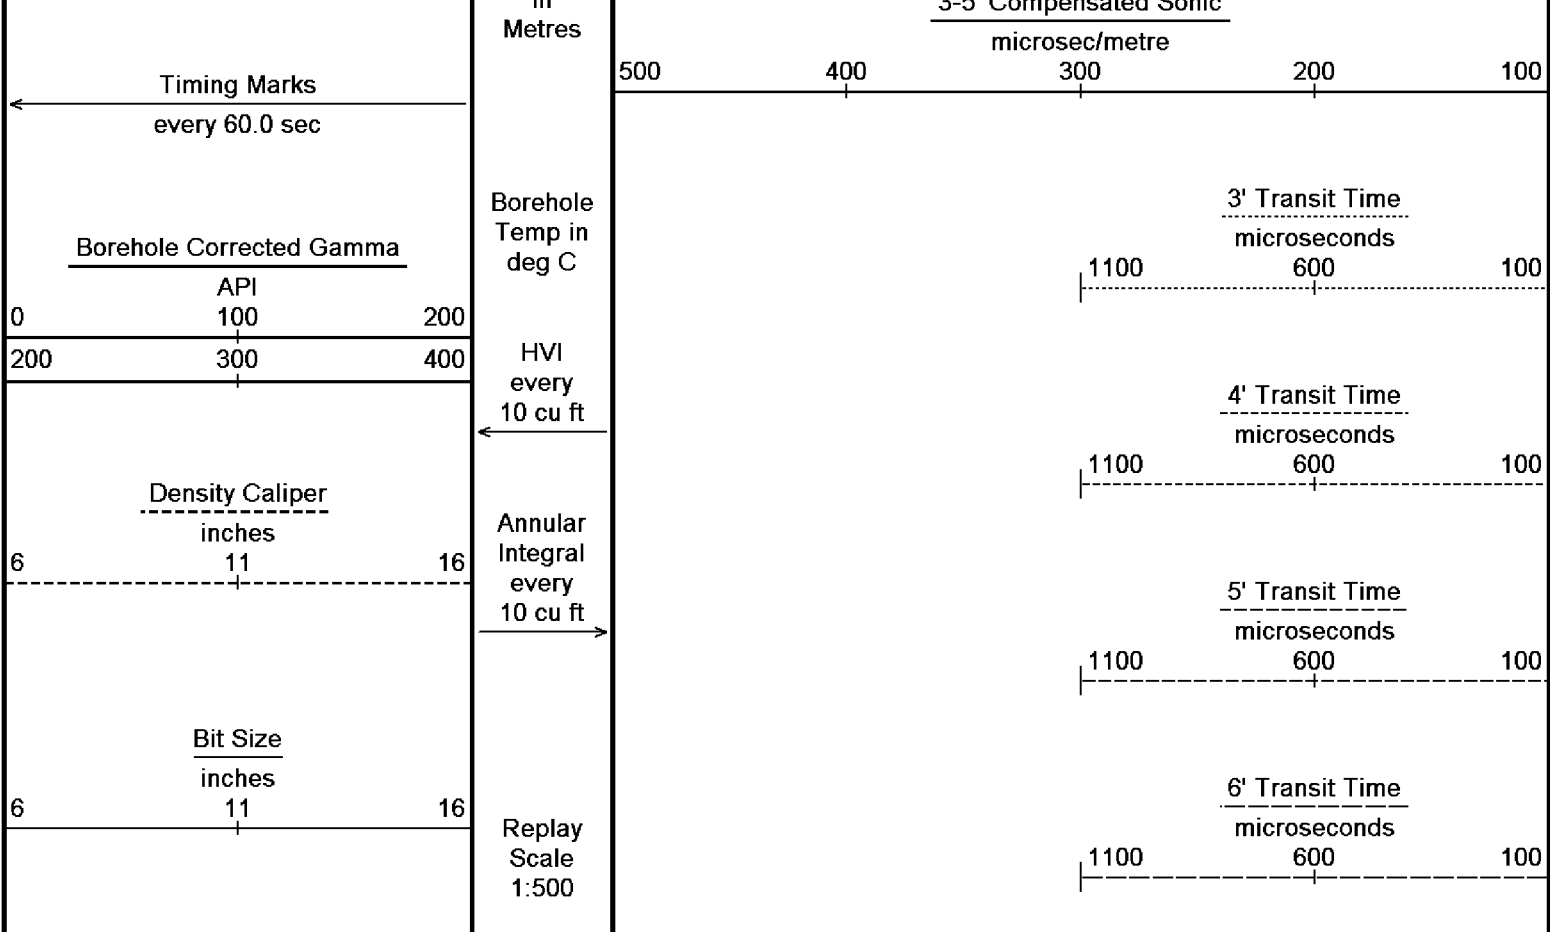 Timing Marks
every 60.0 sec
Borehole Corrected Gamma
API
0 100 200
200 300 400
Density Caliper
inches
6 11 16
Bit Size
inches
6 11 16
in
Metres
Borehole
Temp in
deg C
HVI
every
10 cu ft
Annular
Integral
every
10 cu ft
Replay
Scale
1:500
3-5' Compensated Sonic
microsec/metre
500 400 300 200 100
3' Transit Time
microseconds
1100 600 100
4' Transit Time
microseconds
1100 600 100
5' Transit Time
microseconds
1100 600 100
6' Transit Time
microseconds
1100 600 100